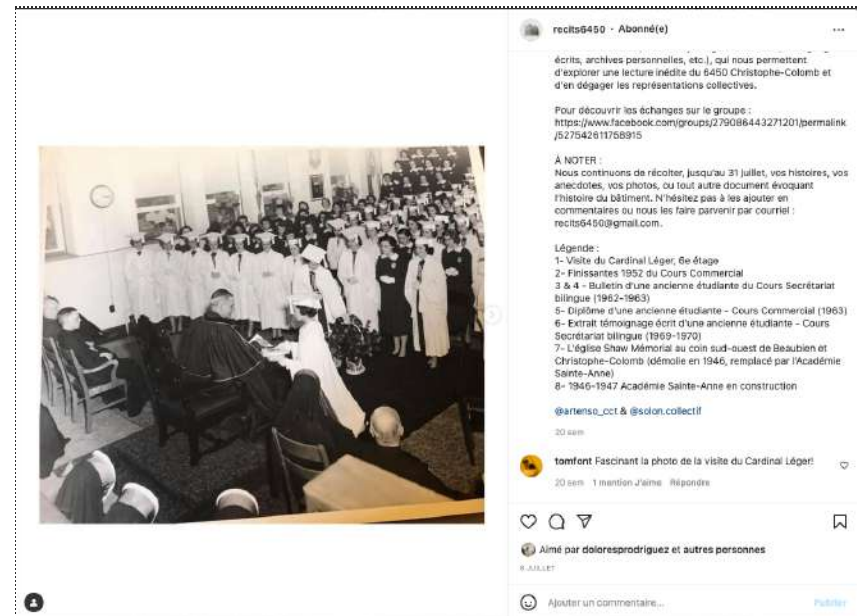 recits6450 · Abonné(e)
écrits, archives personnelles, etc.), qui nous permettent
d'explorer une lecture inédite du 6450 Christophe-Colomb et
d'en dégager les représentations collectives.
Pour découvrir les échanges sur le groupe :
https://www.facebook.com/groups/279086443271201/permalink
/527542611758915
À NOTER :
Nous continuons de récolter, jusqu'au 31 juillet, vos histoires, vos
anecdotes, vos photos, ou tout autre document évoquant
l'histoire du bâtiment. N'hésitez pas à les ajouter en
commentaires ou nous les faire parvenir par courriel :
recits6450@gmail.com.
Légende :
1- Visite du Cardinal Léger, 6e étage
2- Finissantes 1952 du Cours Commercial
3 & 4 - Bulletin d'une ancienne étudiante du Cours Secrétariat
bilingue (1962-1963)
5- Diplôme d'une ancienne étudiante - Cours Commercial (1963)
6- Extrait témoignage écrit d'une ancienne étudiante - Cours
Secrétariat bilingue (1969-1970)
7- L'église Shaw Mémorial au coin sud-ouest de Beaubien et
Christophe-Colomb (démolie en 1946, remplacé par l'Académie
Sainte-Anne)
8- 1946-1947 Académie Sainte-Anne en construction
@artenso_cct & @solon.collectif
20 sem
tomfont Fascinant la photo de la visite du Cardinal Léger!
20 sem 1 mention J'aime Répondre
Aimé par doloresprodriguez et autres personnes
6 JUILLET
Ajouter un commentaire...
Publier